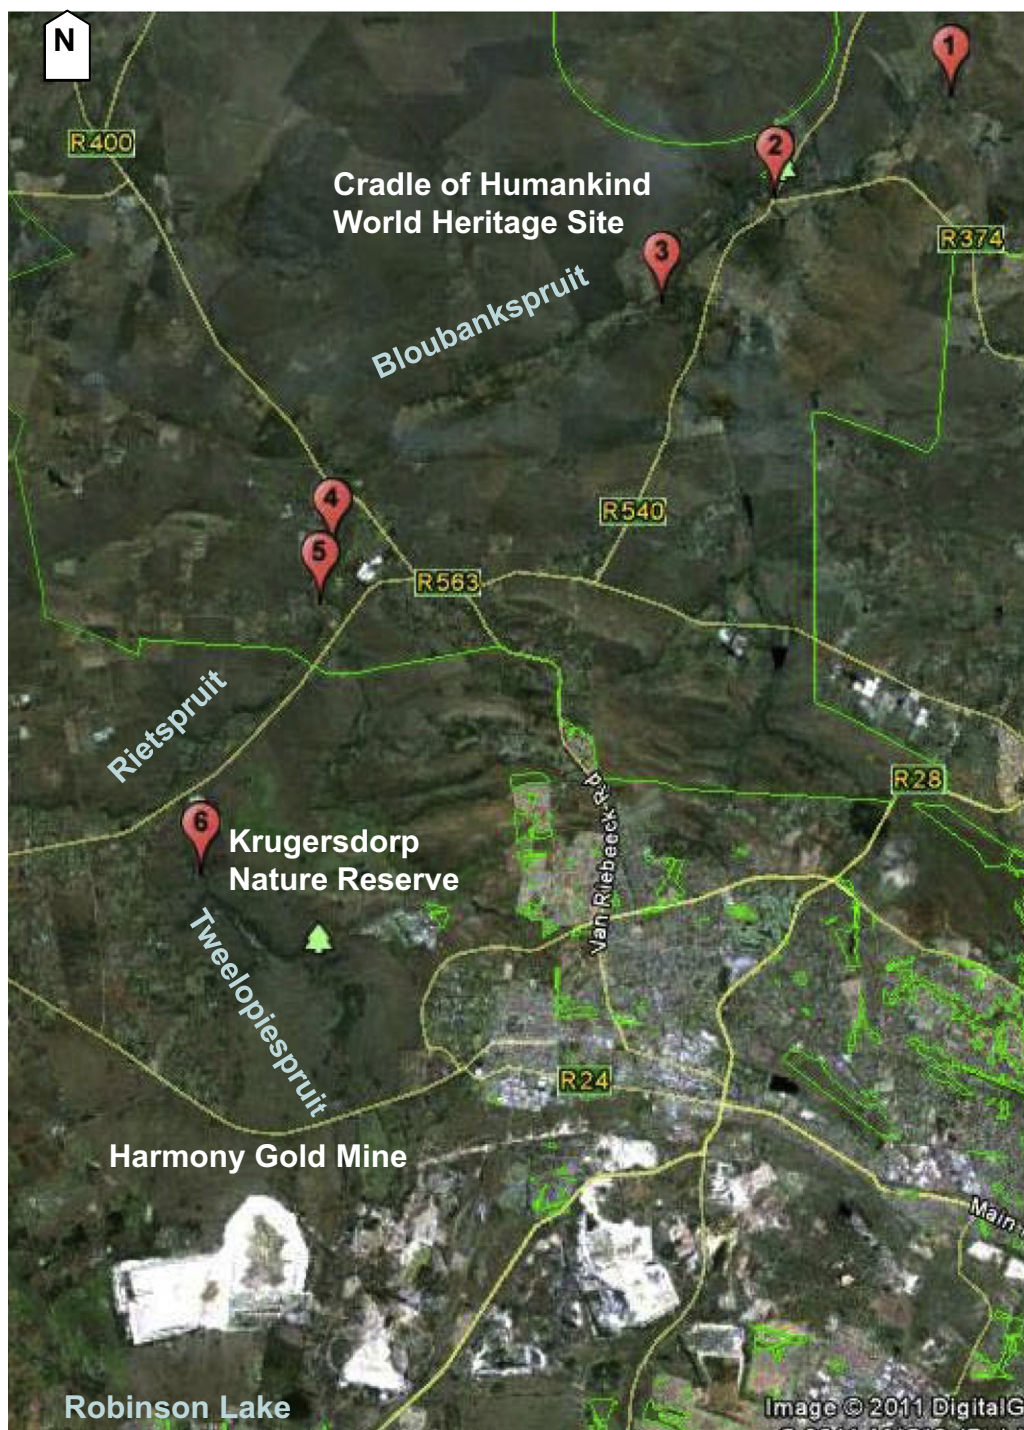 N
1
R400
2
Cradle of Humankind
World Heritage Site
R374
3
Bloubankspruit
4
R540
5
R563
Rietspruit
R28
6
Krugersdorp
Nature Reserve
Van Riebeeck Rd
Tweelopiespruit
R24
Harmony Gold Mine
Main
Robinson Lake
Image © 2011 DigitalG